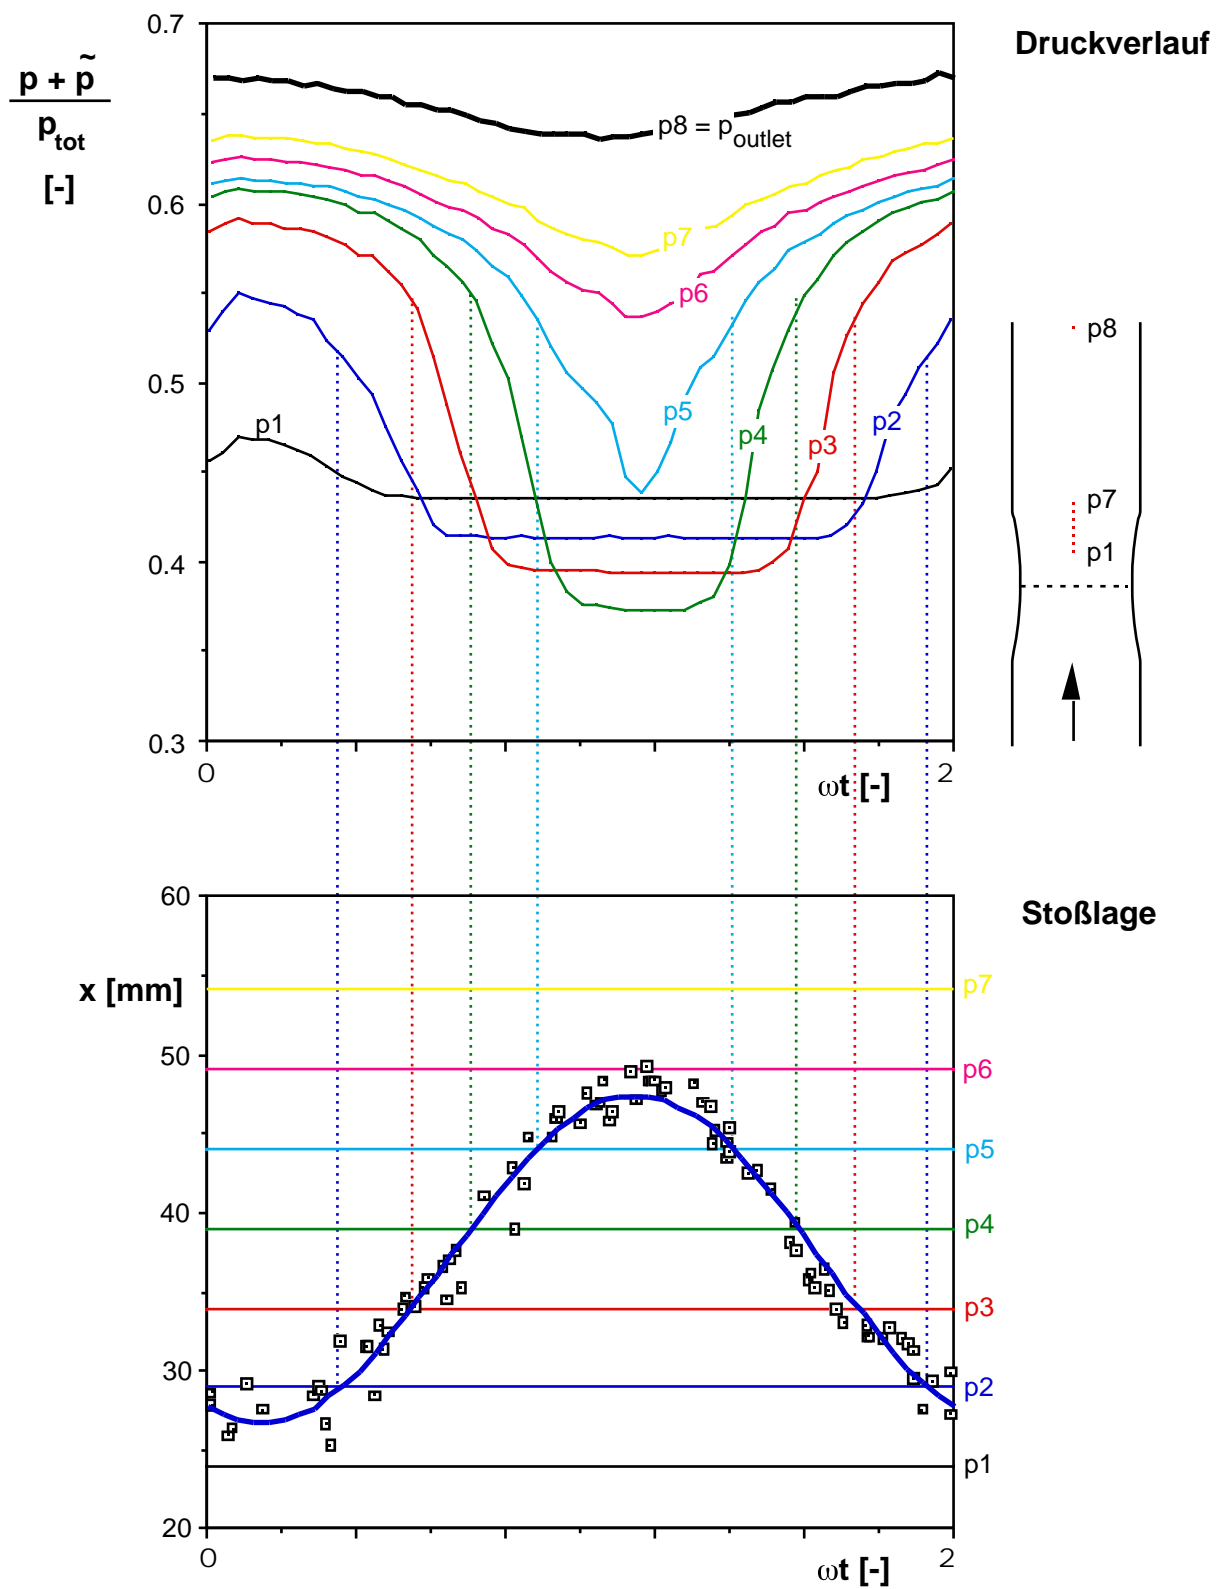 Druckverlauf
p + p̃
p_tot
[-]
0.7
0.6
0.5
0.4
0.3
p8 = p_outlet
p7
p6
p5
p4
p3
p2
p1
0
2
ωt [-]
p8
p7
p1
Stoßlage
x [mm]
60
50
40
30
20
p7
p6
p5
p4
p3
p2
p1
0
2
ωt [-]